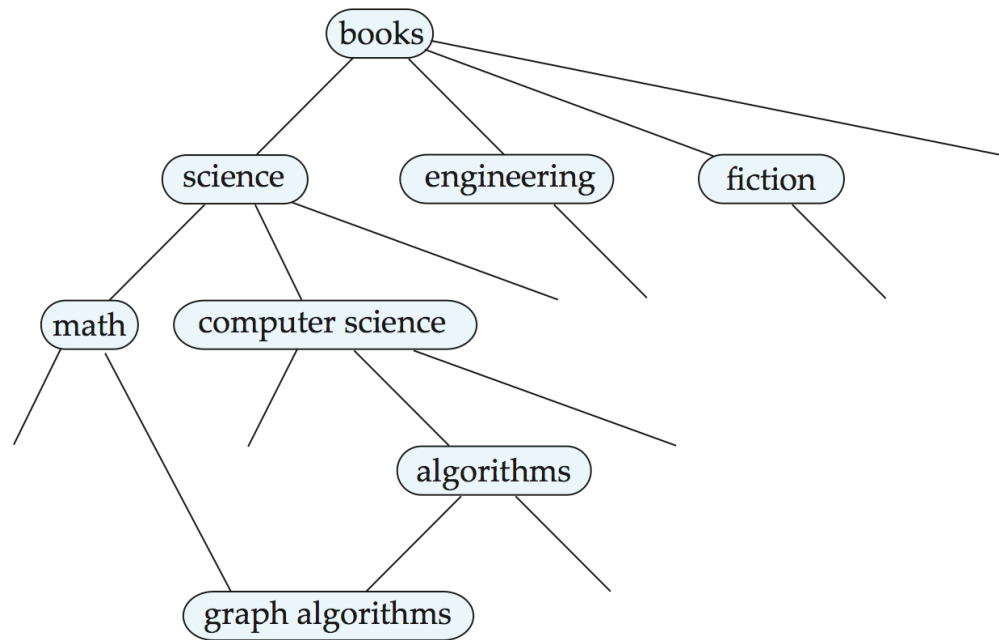 books
science
engineering
fiction
math
computer science
algorithms
graph algorithms